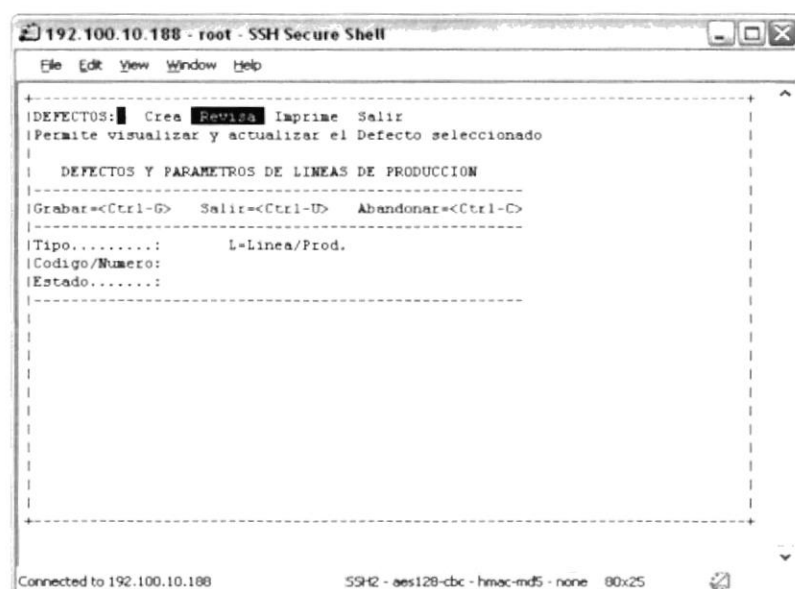 192.100.10.188 - root - SSH Secure Shell
File Edit View Window Help
DEFECTOS: Crea Revisa Imprime Salir
Permite visualizar y actualizar el Defecto seleccionado
DEFECTOS Y PARAMETROS DE LINEAS DE PRODUCCION
Grabar=<Ctrl-G> Salir=<Ctrl-U> Abandonar=<Ctrl-C>
Tipo.........: L=Linea/Prod.
Codigo/Numero:
Estado.......:
Connected to 192.100.10.188 SSH2 - aes128-cbc - hmac-md5 - none 80x25